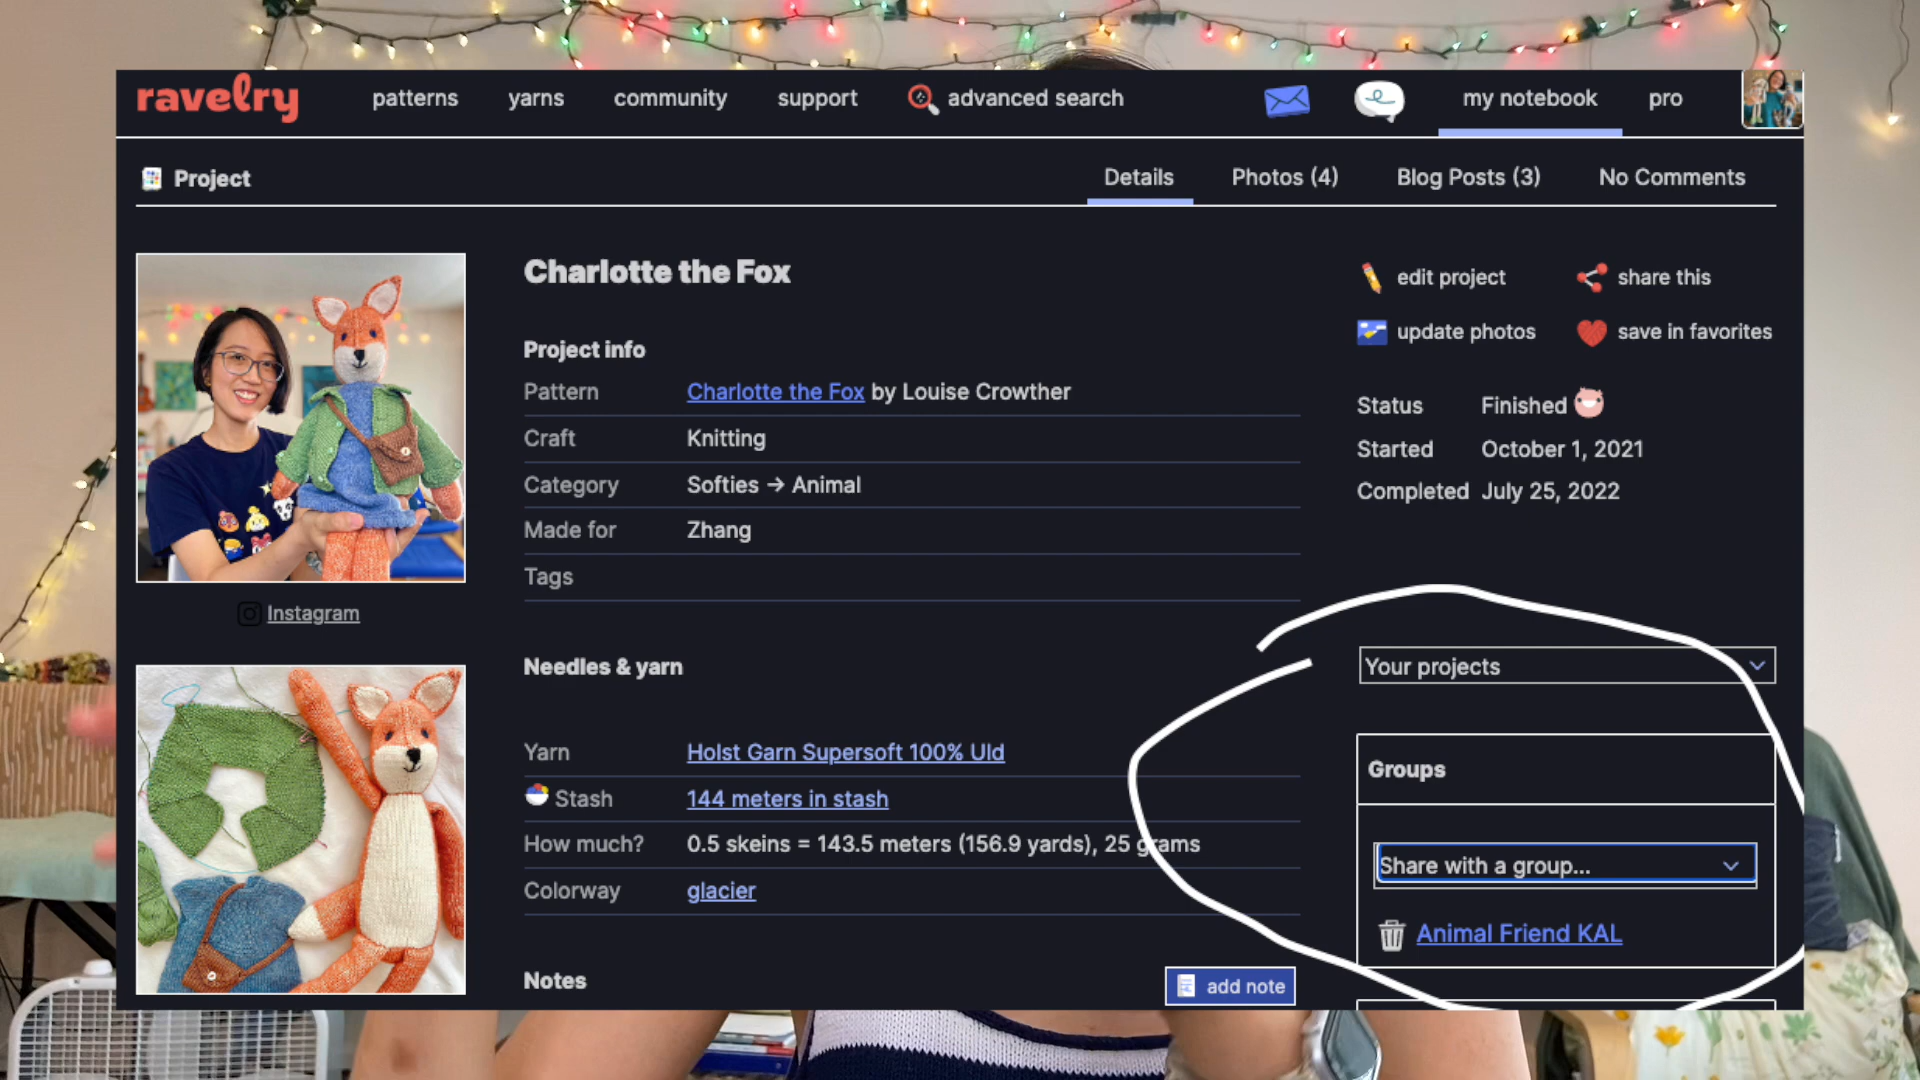 ravelry patterns yarns community support advanced search my notebook pro
Project Details Photos (4) Blog Posts (3) No Comments
Charlotte the Fox
Project info
Pattern Charlotte the Fox by Louise Crowther
Craft Knitting
Category Softies → Animal
Made for Zhang
Tags
Instagram
Needles & yarn
Yarn Holst Garn Supersoft 100% Uld
Stash 144 meters in stash
How much? 0.5 skeins = 143.5 meters (156.9 yards), 25 grams
Colorway glacier
Notes add note
edit project share this
update photos save in favorites
Status Finished
Started October 1, 2021
Completed July 25, 2022
Your projects
Groups
Share with a group...
Animal Friend KAL